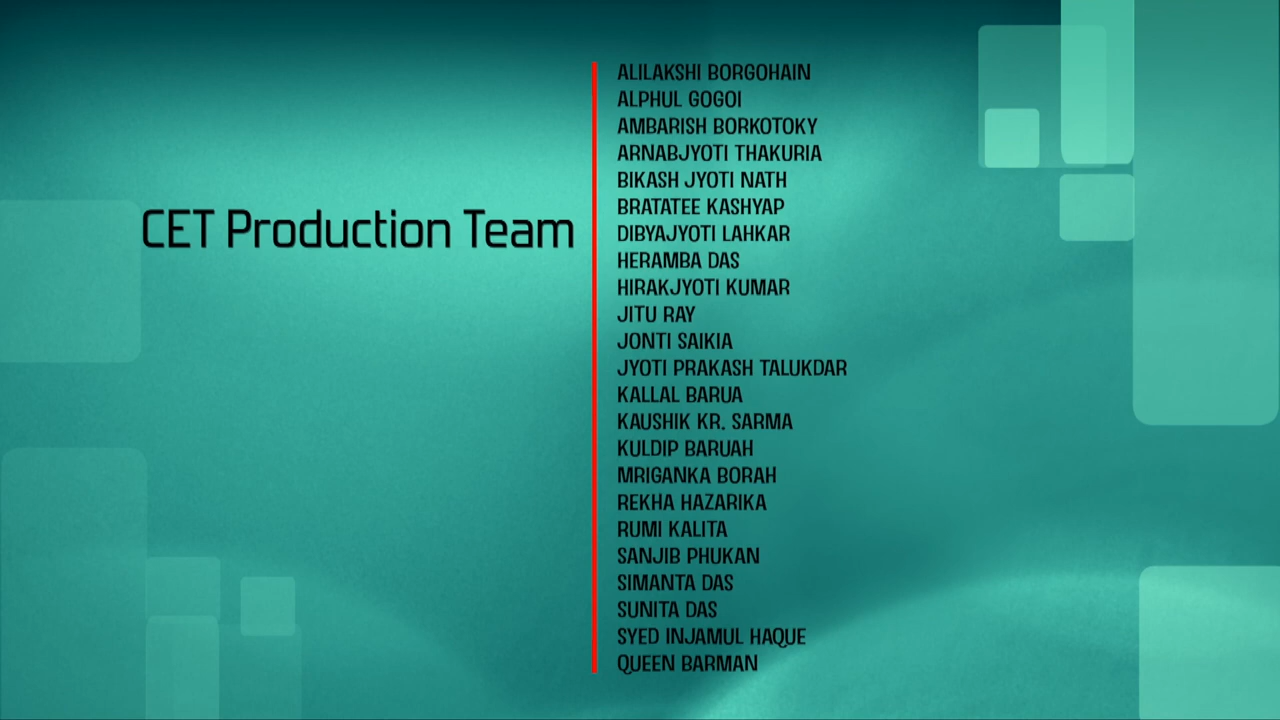 CET Production Team
ALILAKSHI BORGOHAIN
ALPHUL GOGOI
AMBARISH BORKOTOKY
ARNABJYOTI THAKURIA
BIKASH JYOTI NATH
BRATATEE KASHYAP
DIBYAJYOTI LAHKAR
HERAMBA DAS
HIRAKJYOTI KUMAR
JITU RAY
JONTI SAIKIA
JYOTI PRAKASH TALUKDAR
KALLAL BARUA
KAUSHIK KR. SARMA
KULDIP BARUAH
MRIGANKA BORAH
REKHA HAZARIKA
RUMI KALITA
SANJIB PHUKAN
SIMANTA DAS
SUNITA DAS
SYED INJAMUL HAQUE
QUEEN BARMAN